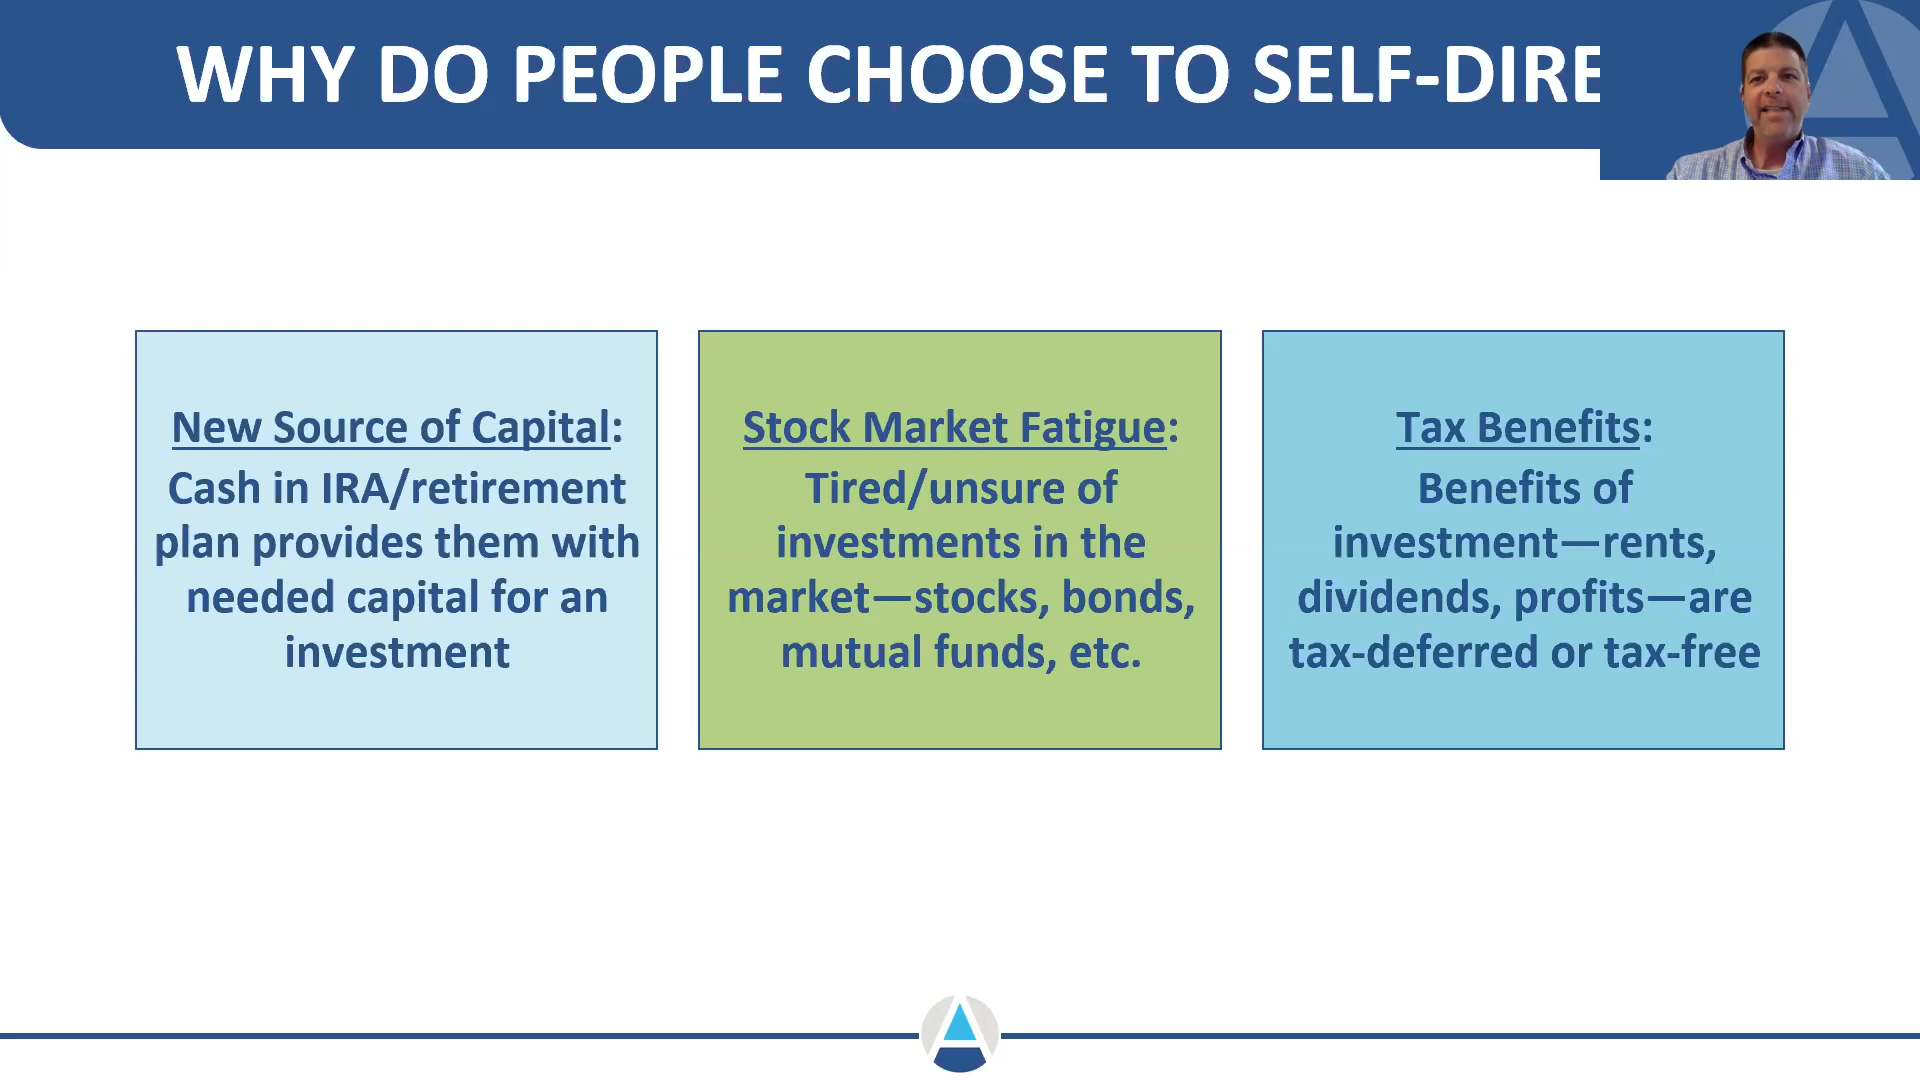 WHY DO PEOPLE CHOOSE TO SELF-DIRE
New Source of Capital:
Cash in IRA/retirement
plan provides them with
needed capital for an
investment
Stock Market Fatigue:
Tired/unsure of
investments in the
market—stocks, bonds,
mutual funds, etc.
Tax Benefits:
Benefits of
investment—rents,
dividends, profits—are
tax-deferred or tax-free